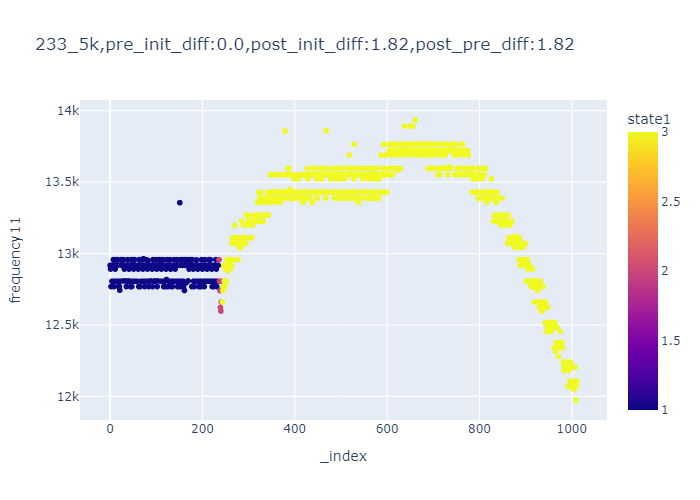 233_5k,pre_init_diff:0.0,post_init_diff:1.82,post_pre_diff:1.82
state1
14k
13.5k
13k
12.5k
12k
frequency11
0
200
400
600
800
1000
_index
3
2.5
2
1.5
1